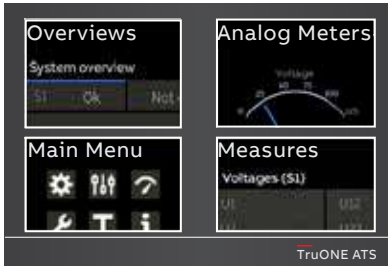 Overviews
System overview
S1 Ok Not
Analog Meters
Voltage
Main Menu
Measures
Voltages (S1)
U1 U12
TruONE ATS